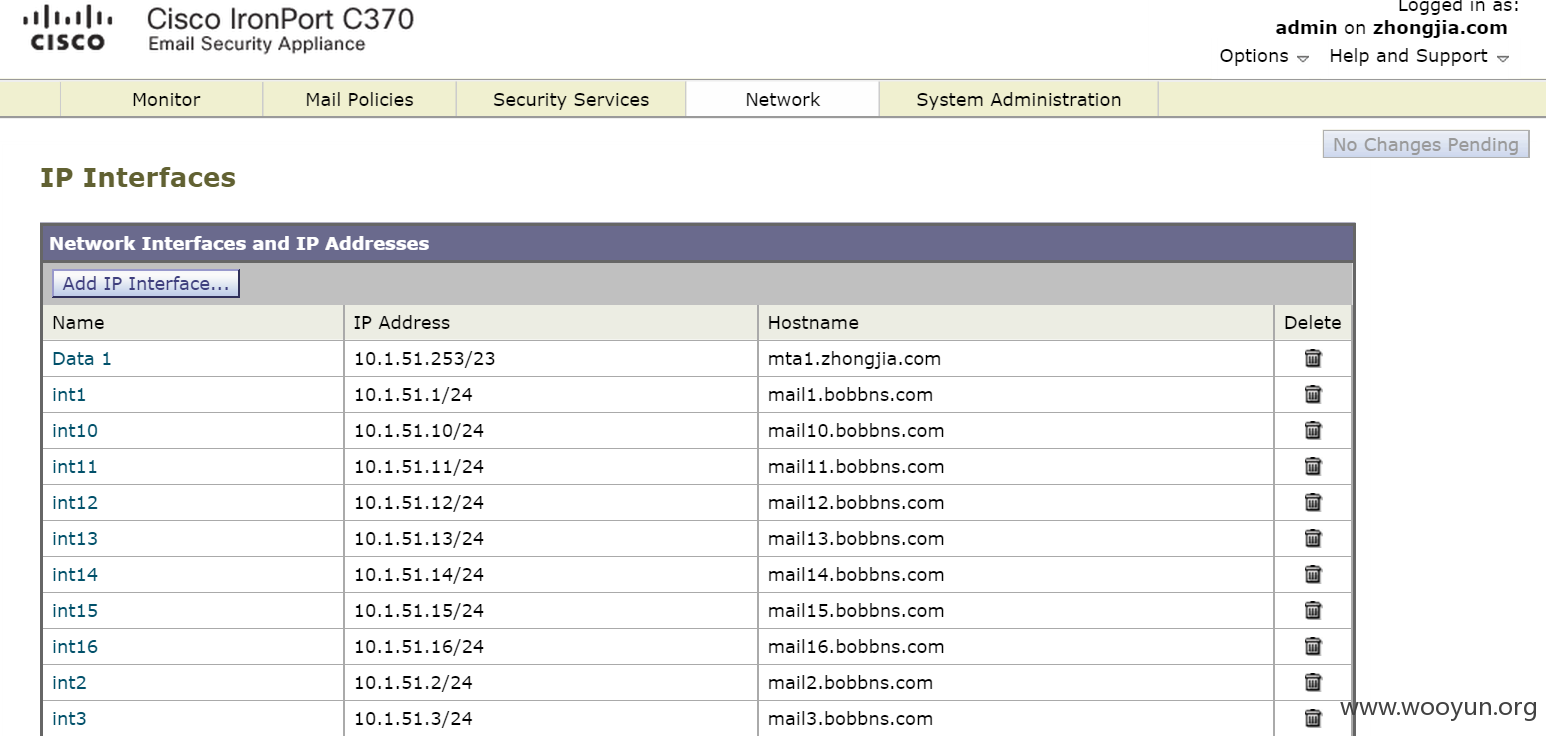 CISCO
Cisco IronPort C370
Email Security Appliance
Logged in as:
admin on zhongjia.com
Options Help and Support
Monitor Mail Policies Security Services Network System Administration
No Changes Pending
IP Interfaces
Network Interfaces and IP Addresses
Add IP Interface...
Name IP Address Hostname Delete
Data 1 10.1.51.253/23 mta1.zhongjia.com
int1 10.1.51.1/24 mail1.bobbns.com
int10 10.1.51.10/24 mail10.bobbns.com
int11 10.1.51.11/24 mail11.bobbns.com
int12 10.1.51.12/24 mail12.bobbns.com
int13 10.1.51.13/24 mail13.bobbns.com
int14 10.1.51.14/24 mail14.bobbns.com
int15 10.1.51.15/24 mail15.bobbns.com
int16 10.1.51.16/24 mail16.bobbns.com
int2 10.1.51.2/24 mail2.bobbns.com
int3 10.1.51.3/24 mail3.bobbns.com
www.wooyun.org